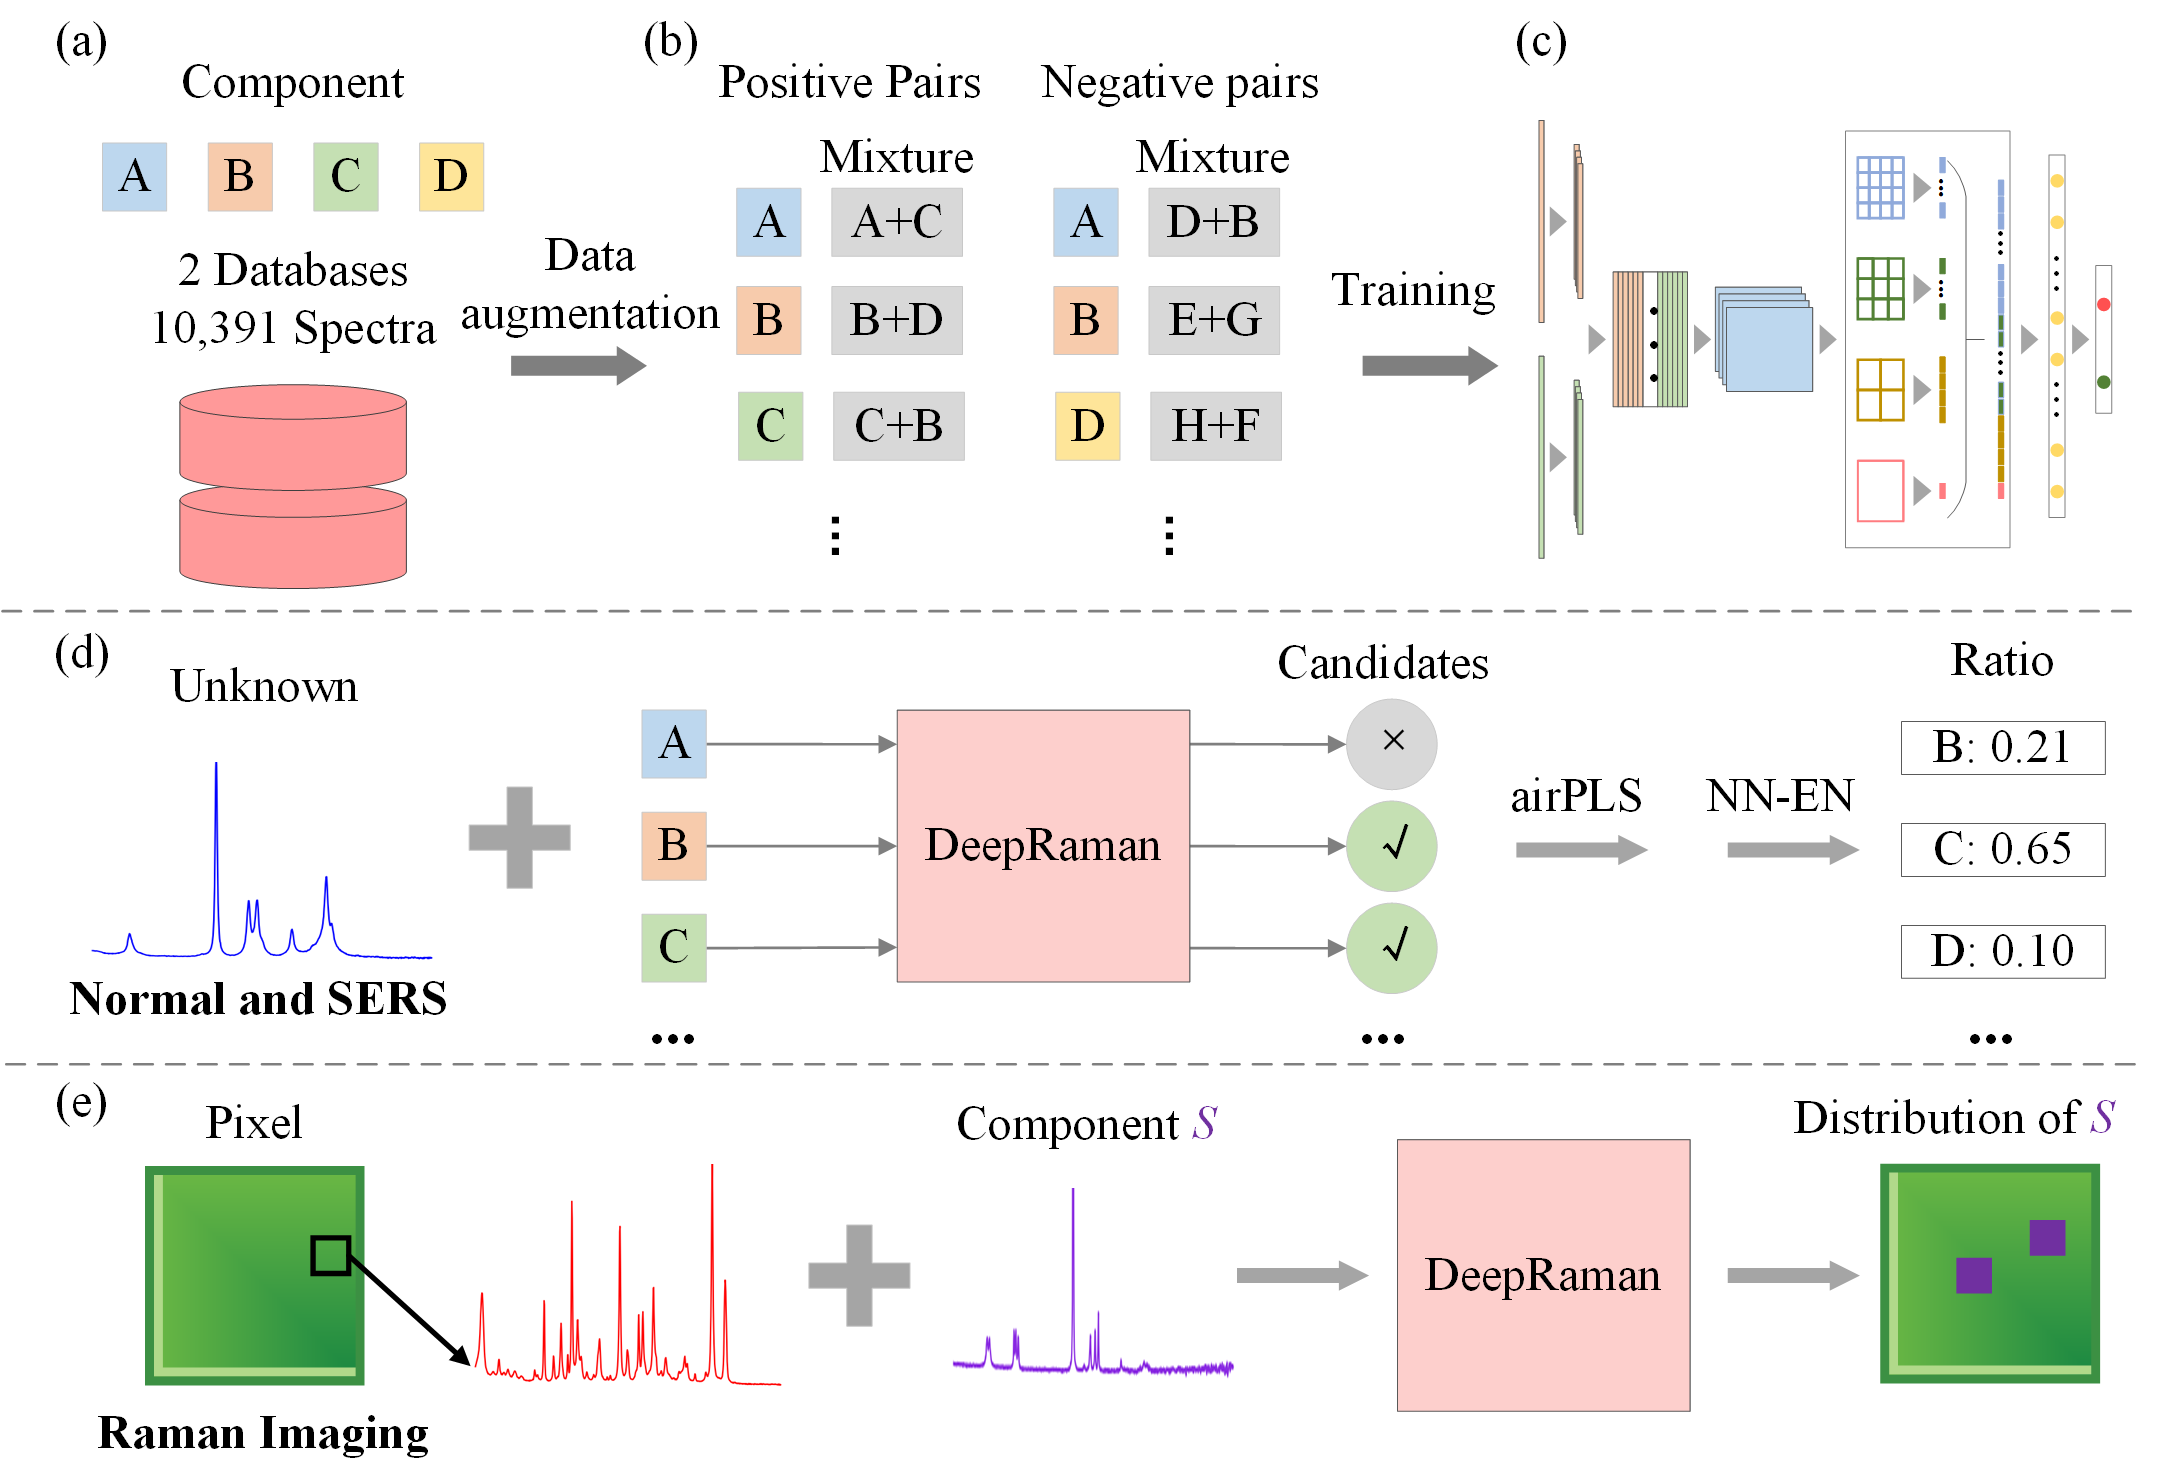 (a)
Component
A B C D
2 Databases
10,391 Spectra
Data
augmentation
(b)
Positive Pairs
Mixture
A A+C
B B+D
C C+B
Negative pairs
Mixture
A D+B
B E+G
D H+F
Training
(c)
(d)
Unknown
Normal and SERS
A
B
C
DeepRaman
Candidates
×
√
√
airPLS
NN-EN
Ratio
B: 0.21
C: 0.65
D: 0.10
(e)
Pixel
Raman Imaging
Component S
DeepRaman
Distribution of S